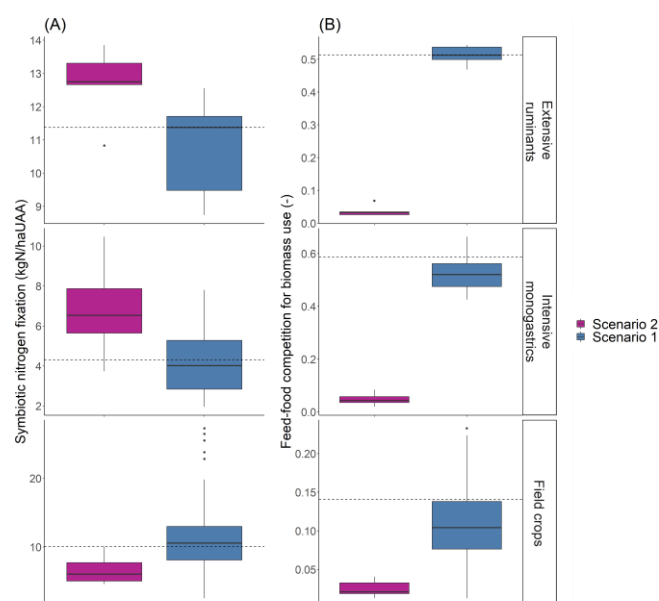 (A)
(B)
14
13
12
11
10
9
10
8
6
4
2
20
10
Symbiotic nitrogen fixation (kgN/haUAA)
0.5
0.4
0.3
0.2
0.1
0.0
0.6
0.4
0.2
0.0
0.20
0.15
0.10
0.05
Feed-food competition for biomass use (-)
Extensive
ruminants
Intensive
monogastrics
Field crops
Scenario 2
Scenario 1